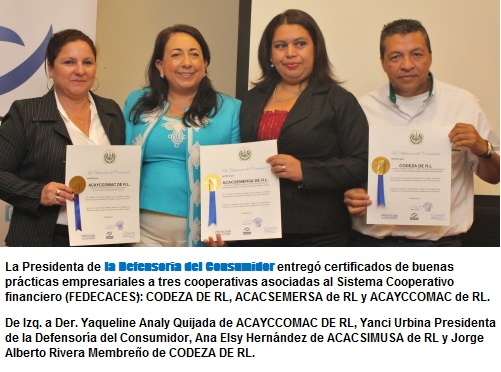 ACAYCCOMAC DE R.L
ACACSEMERSA DE R.L
CODEZA DE R.L
La Presidenta de la Defensoría del Consumidor entregó certificados de buenas
prácticas empresariales a tres cooperativas asociadas al Sistema Cooperativo
financiero (FEDECACES): CODEZA DE RL, ACACSEMERSA de RL y ACAYCCOMAC de RL.
De Izq. a Der. Yaqueline Analy Quijada de ACAYCCOMAC DE RL, Yanci Urbina Presidenta
de la Defensoría del Consumidor, Ana Elsy Hernández de ACACSIMUSA de RL y Jorge
Alberto Rivera Membreño de CODEZA DE RL.